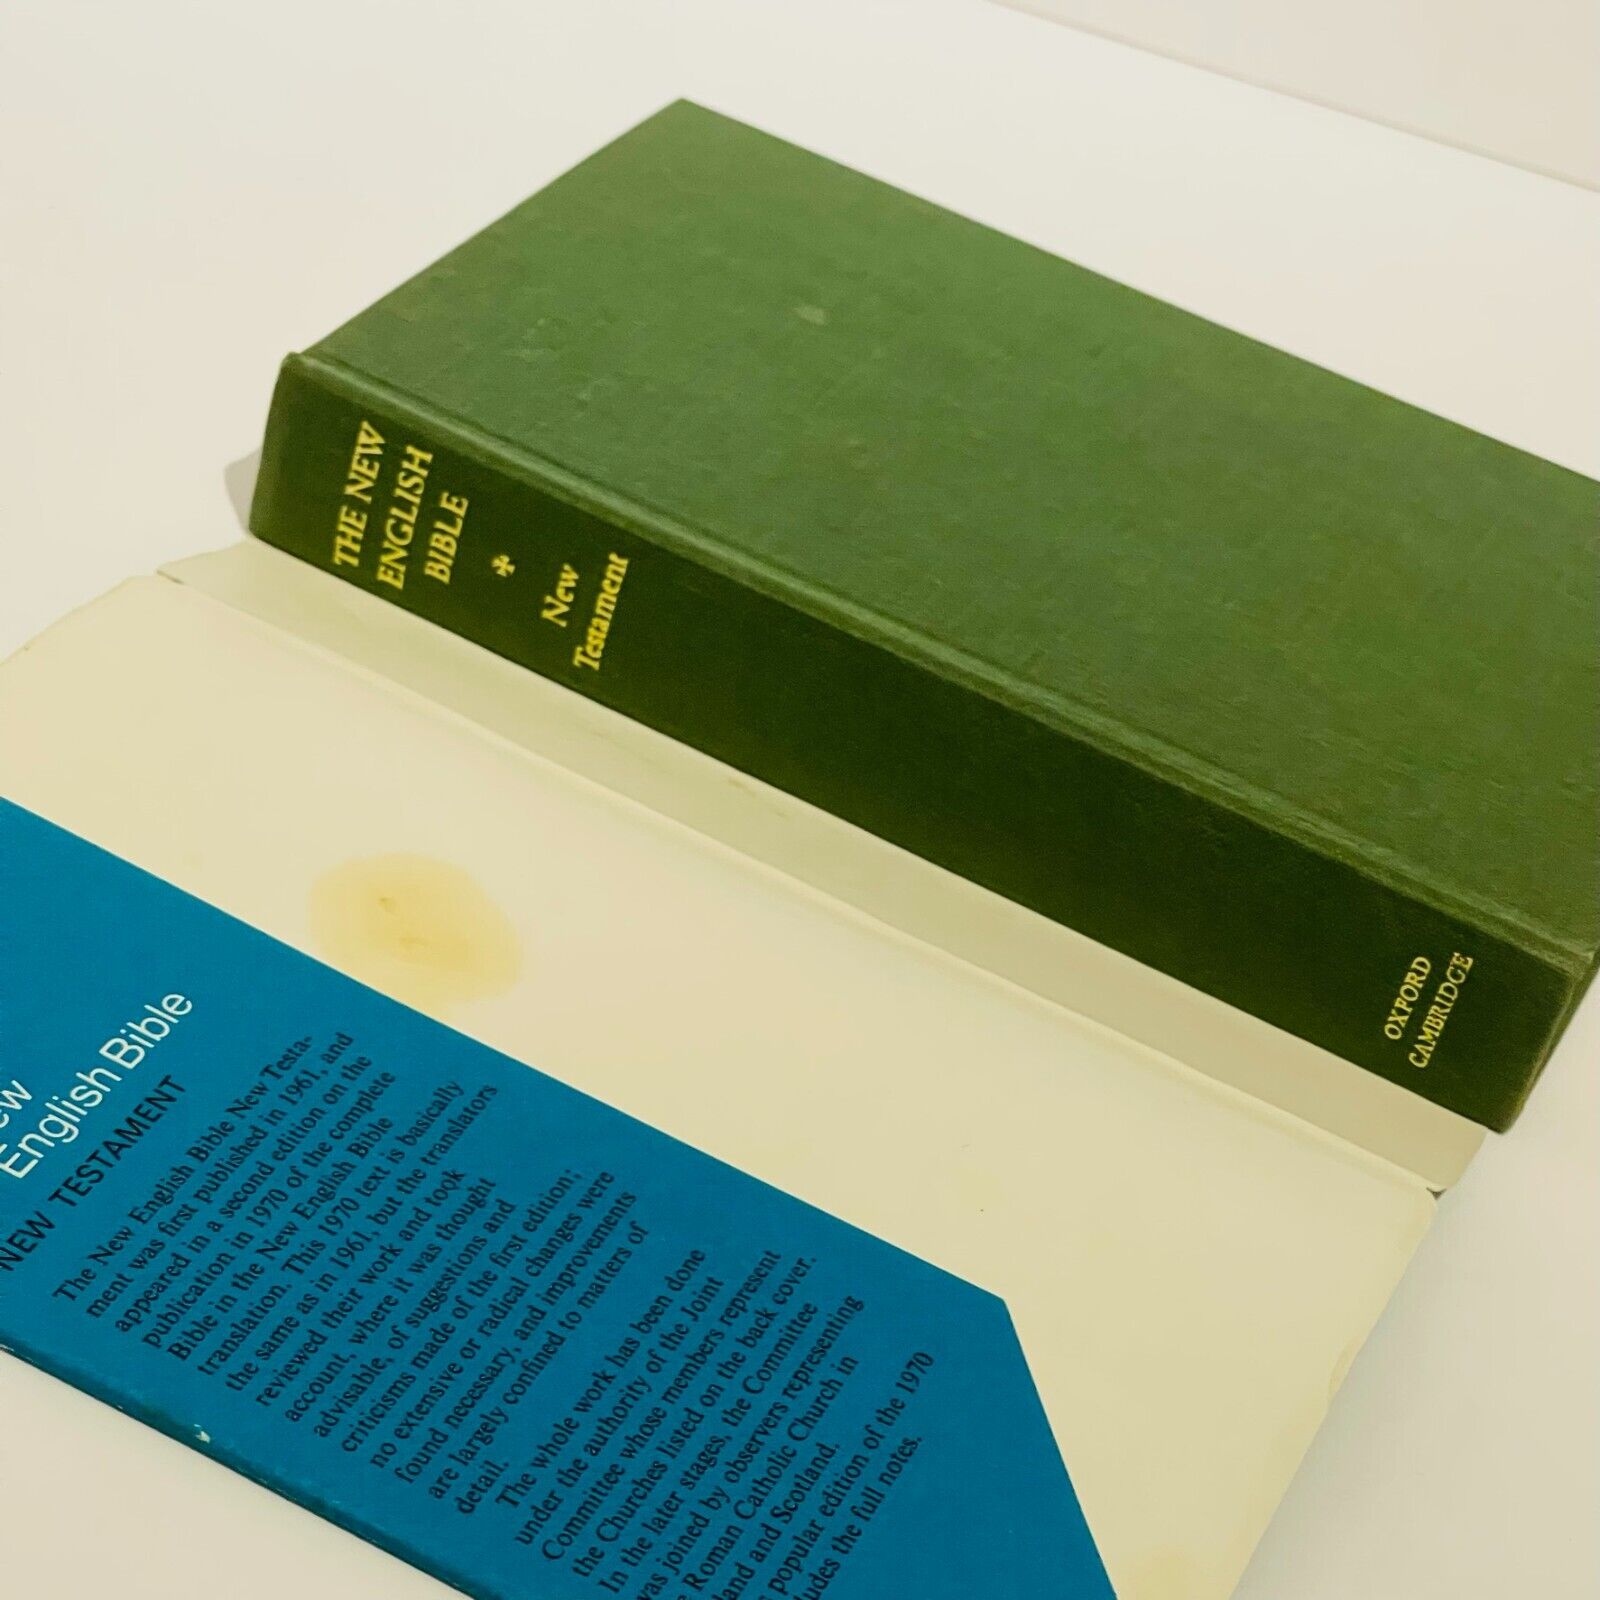 THE NEW
ENGLISH
BIBLE
New
Testament
OXFORD
CAMBRIDGE
English Bible
NEW TESTAMENT
The New English Bible New Testa-
ment was first published in 1961, and
appeared in a second edition on the
publication in 1970 of the complete
Bible in the New English Bible
translation. This 1970 text is basically
the same as in 1961, but the translators
reviewed their work and took
account, where it was thought
advisable, of suggestions and
criticisms made of the first edition;
no extensive or radical changes were
found necessary, and improvements
are largely confined to matters of
detail.
The whole work has been done
under the authority of the Joint
Committee whose members represent
the Churches listed on the back cover.
In the later stages, the Committee
was joined by observers representing
Roman Catholic Church in
and Scotland.
popular edition of the 1970
the full notes.